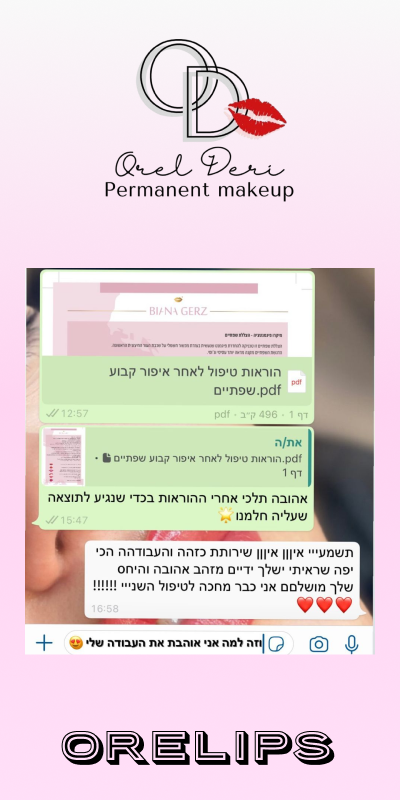 OD
Orel Deri
Permanent makeup
BIANA GERZ
הוראות טיפול לאחר איפור קבוע
שפתיים.pdf
דף 1 · 496 ק״ב · pdf
12:57
pdf
את/ה
הוראות טיפול לאחר איפור קבוע שפתיים.pdf •
דף 1
אהובה תלכי אחרי ההוראות בכדי שנגיע לתוצאה
שעליה חלמנו🌟
15:47
תשמעייי איןןן איןןן שירותת כזהה והעבודהה הכי
יפה שראיתי ישלך ידיים מזהב אהובה והיחס
שלך מושלםם אני כבר מחכה לטיפול השנייי !!!!!!
❤️❤️❤️
16:58
וזה למה אני אוהבת את העבודה שלי 😍
ORELIPS